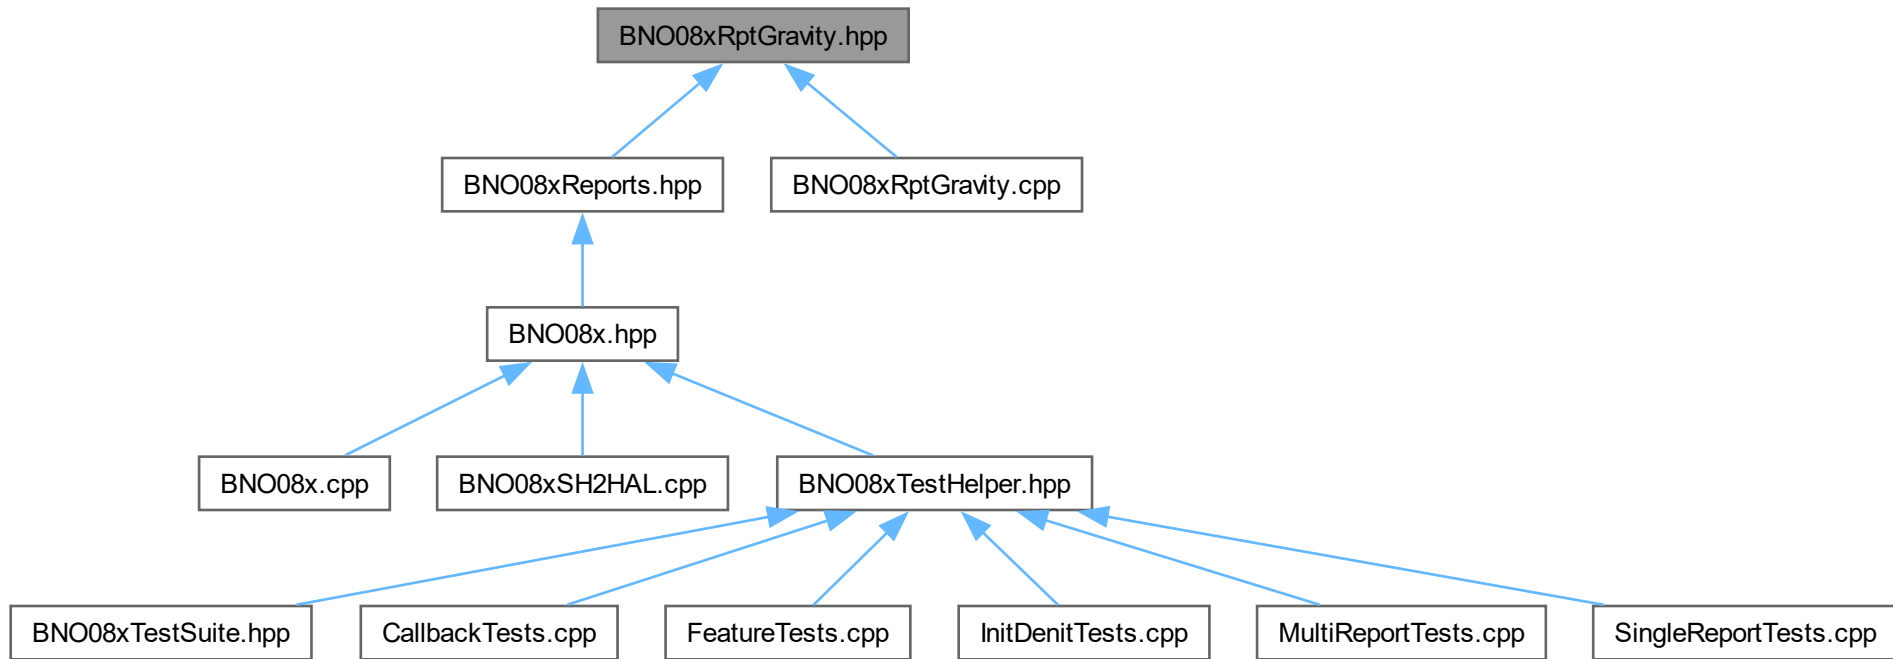 BNO08xRptGravity.hpp
BNO08xReports.hpp
BNO08xRptGravity.cpp
BNO08x.hpp
BNO08x.cpp
BNO08xSH2HAL.cpp
BNO08xTestHelper.hpp
BNO08xTestSuite.hpp
CallbackTests.cpp
FeatureTests.cpp
InitDenitTests.cpp
MultiReportTests.cpp
SingleReportTests.cpp